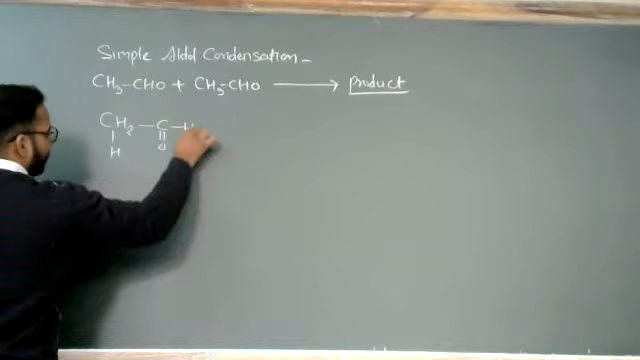 Simple Aldol Condensation -
CH₃-CHO + CH₃-CHO ⟶ Product
CH₂ — C — H
| ||
H O